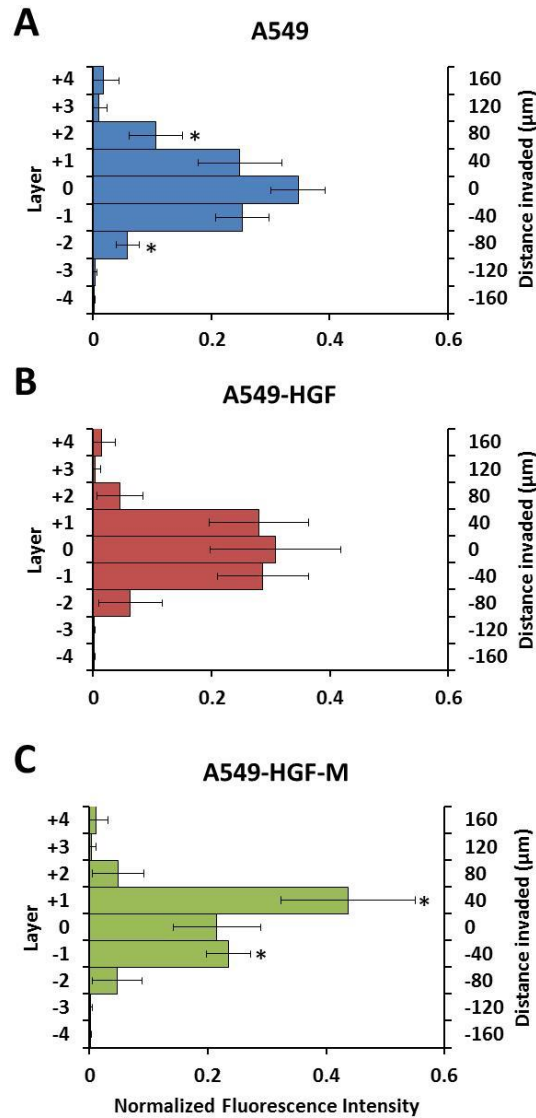 A
A549
+4 160
+3 120
+2 * 80
+1 40
0 0
-1 -40
-2 * -80
-3 -120
-4 -160
Layer
Distance invaded (µm)
0 0.2 0.4 0.6
B
A549-HGF
+4 160
+3 120
+2 80
+1 40
0 0
-1 -40
-2 -80
-3 -120
-4 -160
Layer
Distance invaded (µm)
0 0.2 0.4 0.6
C
A549-HGF-M
+4 160
+3 120
+2 80
+1 * 40
0 0
-1 * -40
-2 -80
-3 -120
-4 -160
Layer
Distance invaded (µm)
0 0.2 0.4 0.6
Normalized Fluorescence Intensity